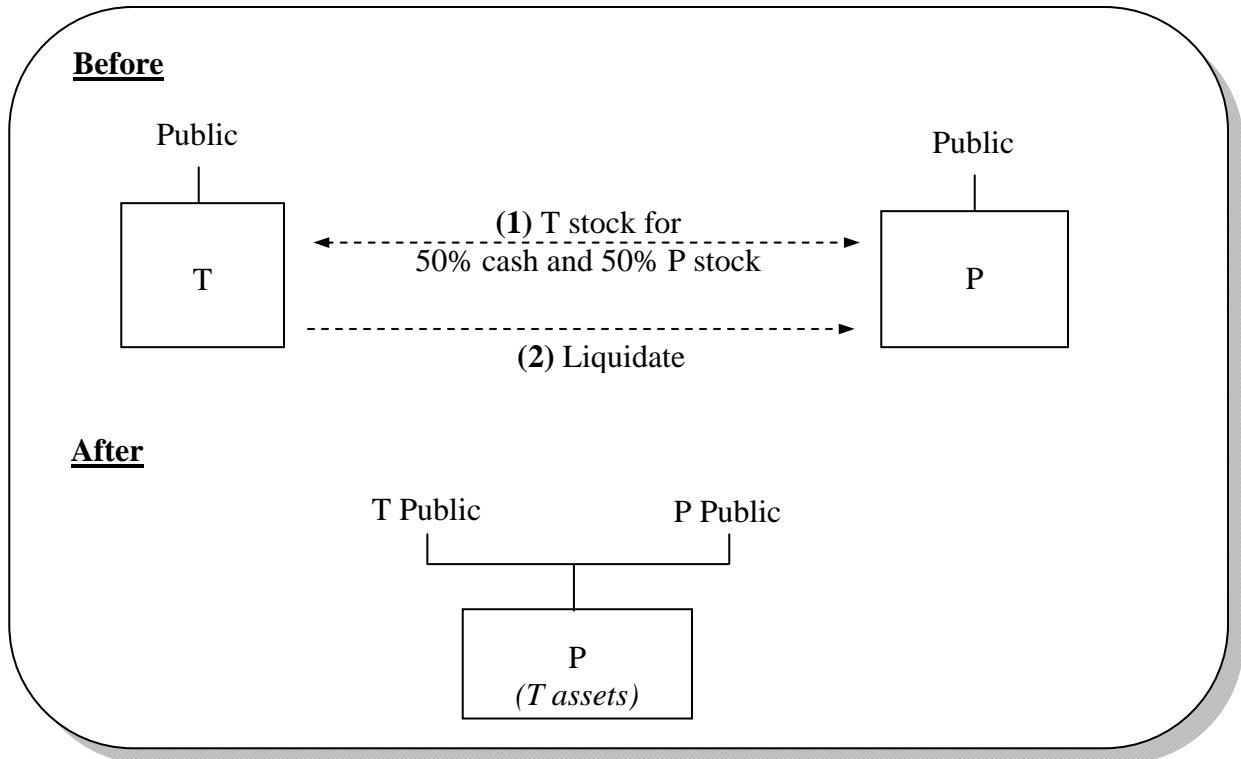 Before
Public
Public
(1) T stock for
50% cash and 50% P stock
T
P
(2) Liquidate
After
T Public
P Public
P
(T assets)